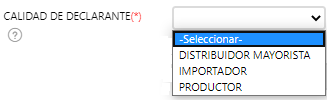 CALIDAD DE DECLARANTE(*)
?
-Seleccionar-
DISTRIBUIDOR MAYORISTA
IMPORTADOR
PRODUCTOR